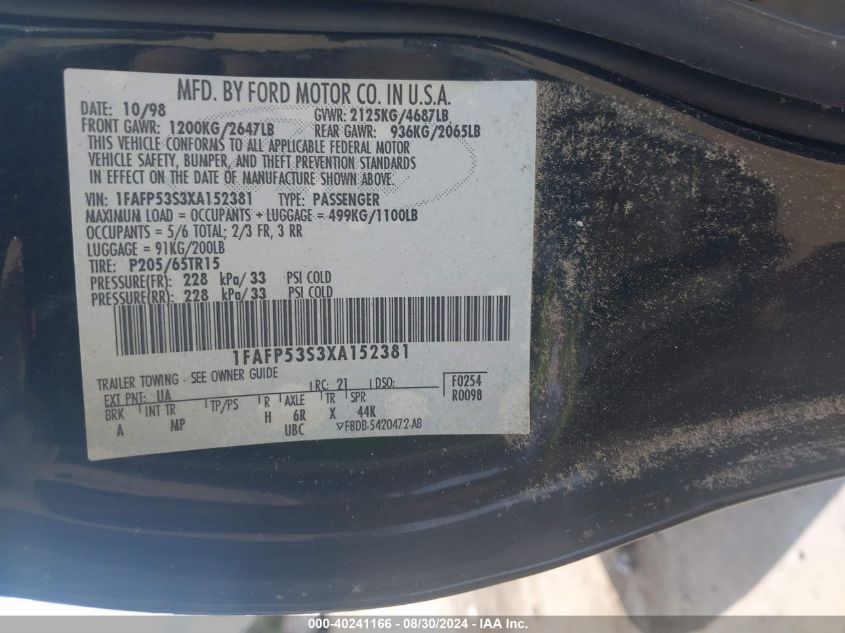 MFD. BY FORD MOTOR CO. IN U.S.A.
DATE: 10/98 GVWR: 2125KG/4687LB
FRONT GAWR: 1200KG/2647LB REAR GAWR: 936KG/2065LB
THIS VEHICLE CONFORMS TO ALL APPLICABLE FEDERAL MOTOR
VEHICLE SAFETY, BUMPER, AND THEFT PREVENTION STANDARDS
IN EFFECT ON THE DATE OF MANUFACTURE SHOWN ABOVE.
VIN: 1FAFP53S3XA152381 TYPE: PASSENGER
MAXIMUM LOAD = OCCUPANTS + LUGGAGE = 499KG/1100LB
OCCUPANTS = 5/6 TOTAL; 2/3 FR, 3 RR
LUGGAGE = 91KG/200LB
TIRE: P205/65TR15
PRESSURE(FR): 228 kPa/ 33 PSI COLD
PRESSURE(RR): 228 kPa/ 33 PSI COLD
1FAFP53S3XA152381
TRAILER TOWING - SEE OWNER GUIDE
EXT PNT: UA RC: 21 DSO: F0254
R0098
BRK INT TR TP/PS R AXLE TR SPR
A MP H 6R X 44K
UBC ▽F8DB-5420472-AB
000-40241166 - 08/30/2024 - IAA Inc.